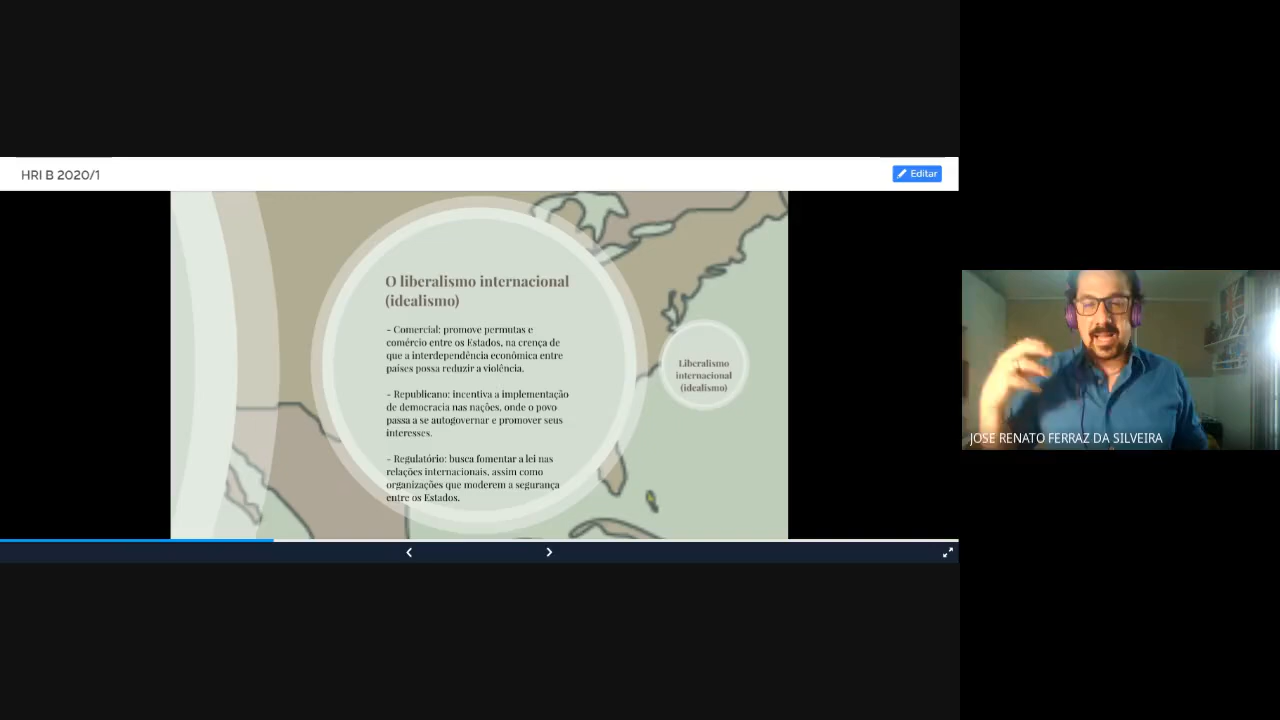 HRI B 2020/1
Editar
O liberalismo internacional
(idealismo)
- Comercial: promove permutas e
comércio entre os Estados, na crença de
que a interdependência econômica entre
países possa reduzir a violência.
- Republicano: incentiva a implementação
de democracia nas nações, onde o povo
passa a se autogovernar e promover seus
interesses.
- Regulatório: busca fomentar a lei nas
relações internacionais, assim como
organizações que moderem a segurança
entre os Estados.
Liberalismo
internacional
(idealismo)
JOSE RENATO FERRAZ DA SILVEIRA